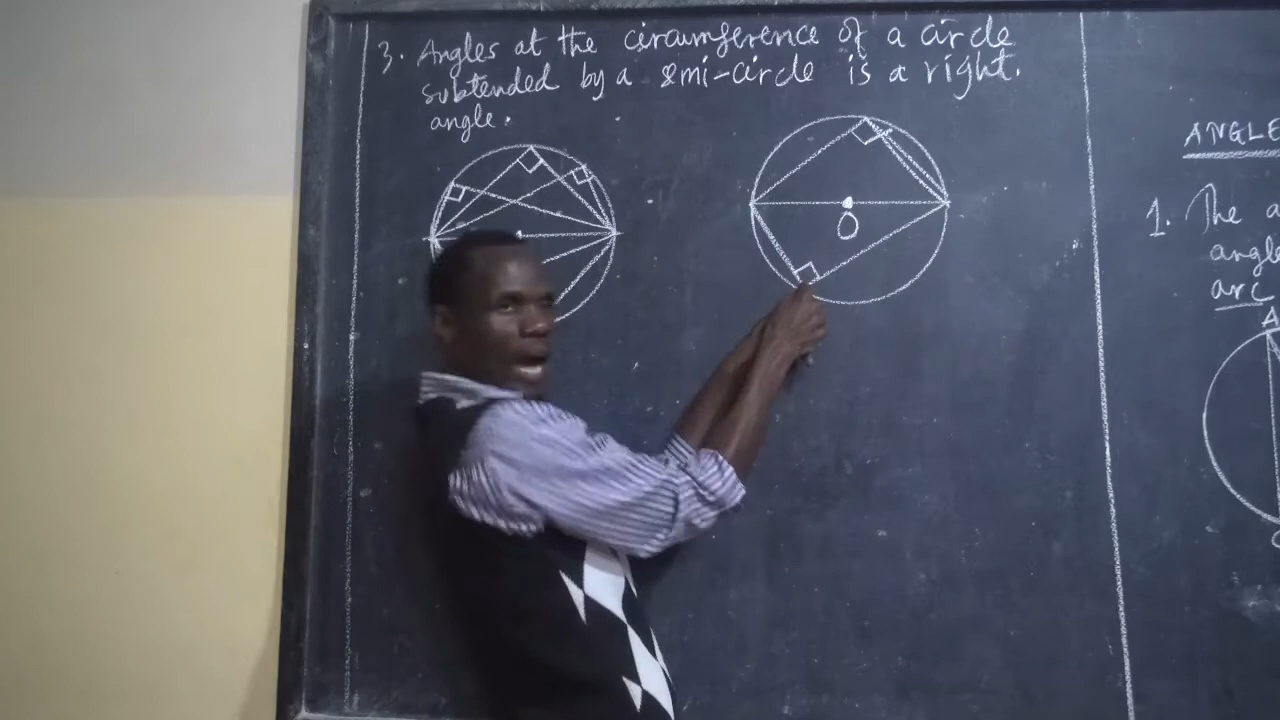 3. Angles at the circumference of a circle
subtended by a semi-circle is a right.
angle.
O
ANGLE
1. The a
angle
arc
A